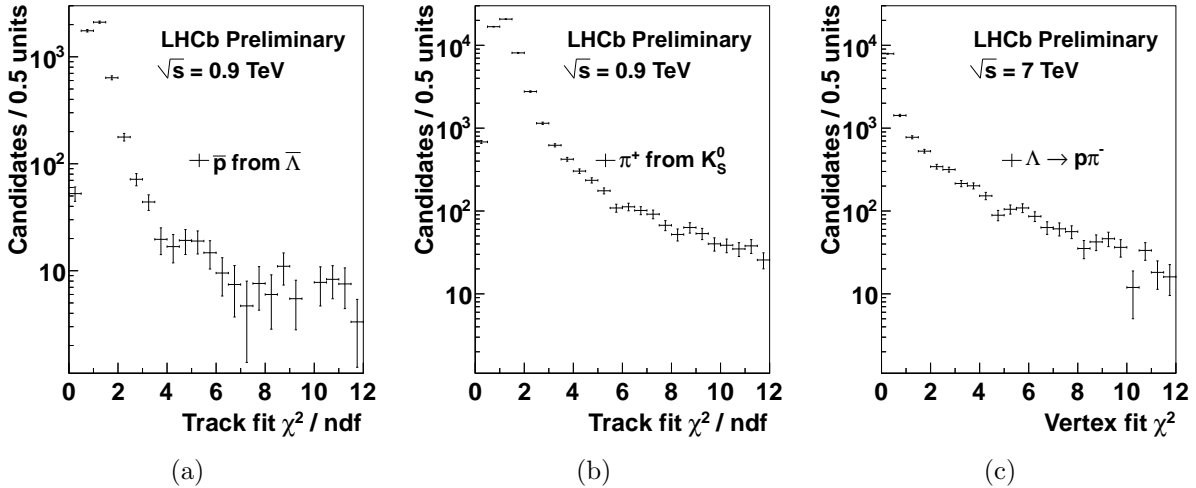 Candidates / 0.5 units
10³
10²
10
LHCb Preliminary
√s = 0.9 TeV
p̅ from Λ̅
0 2 4 6 8 10 12
Track fit χ² / ndf
(a)
Candidates / 0.5 units
10⁴
10³
10²
10
LHCb Preliminary
√s = 0.9 TeV
π⁺ from K⁰S
0 2 4 6 8 10 12
Track fit χ² / ndf
(b)
Candidates / 0.5 units
10⁴
10³
10²
10
LHCb Preliminary
√s = 7 TeV
Λ → pπ⁻
0 2 4 6 8 10 12
Vertex fit χ²
(c)